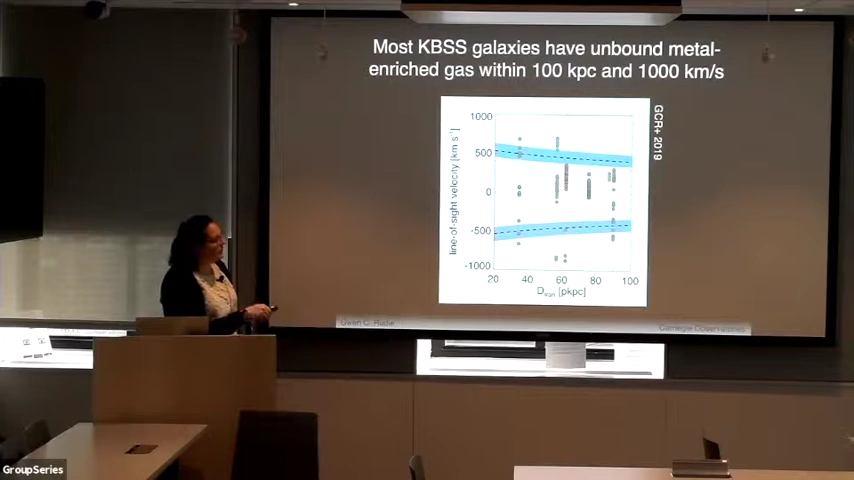 Most KBSS galaxies have unbound metal-
enriched gas within 100 kpc and 1000 km/s
GCR+ 2019
line-of-sight velocity [km s⁻¹]
1000
500
0
-500
-1000
20 40 60 80 100
D_tran [pkpc]
Gwen C. Rudie
Carnegie Observatories
GroupSeries